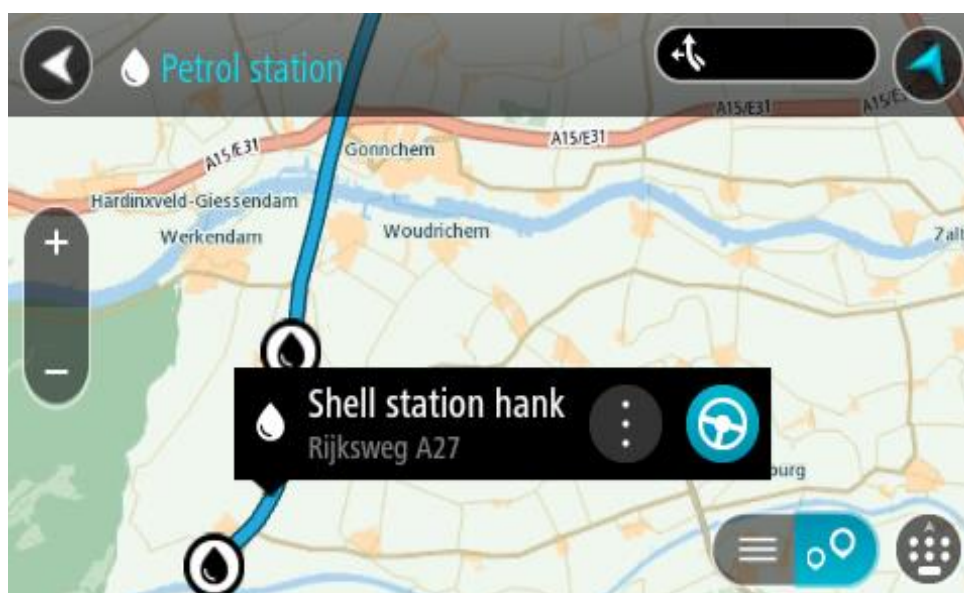 Petrol station
A15/E31
A15/E31
A15/E31
A15/E31
Gorinchem
Hardinxveld-Giessendam
Werkendam
Woudrichem
Zalt
Shell station hank
Rijksweg A27
burg